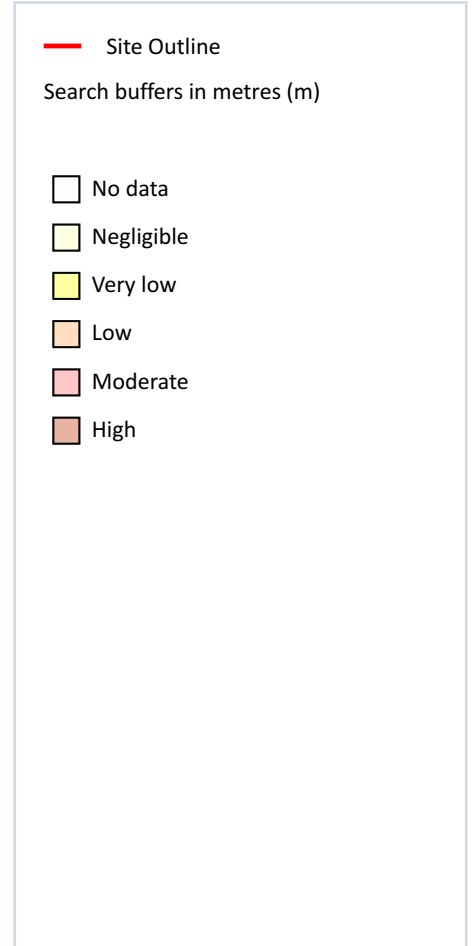 Site Outline
Search buffers in metres (m)
No data
Negligible
Very low
Low
Moderate
High